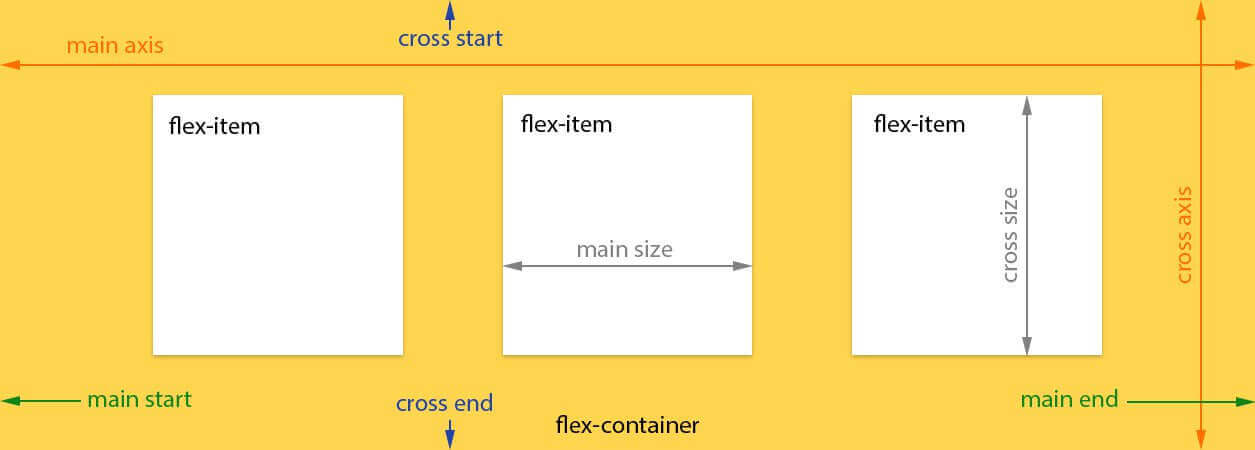 cross start
main axis
flex-item
flex-item
flex-item
main size
cross size
cross axis
main start
cross end
main end
flex-container